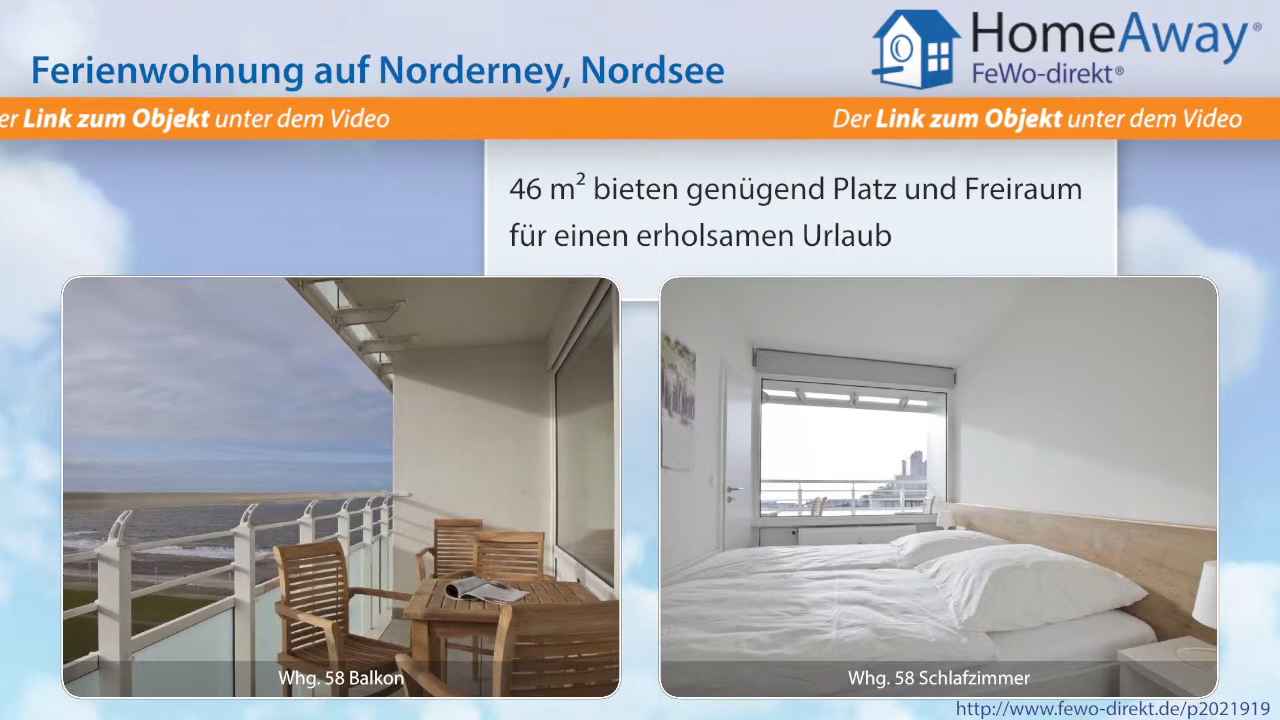 HomeAway®
FeWo-direkt®
Ferienwohnung auf Norderney, Nordsee
er Link zum Objekt unter dem Video
Der Link zum Objekt unter dem Video
46 m² bieten genügend Platz und Freiraum
für einen erholsamen Urlaub
Whg. 58 Balkon
Whg. 58 Schlafzimmer
http://www.fewo-direkt.de/p2021919